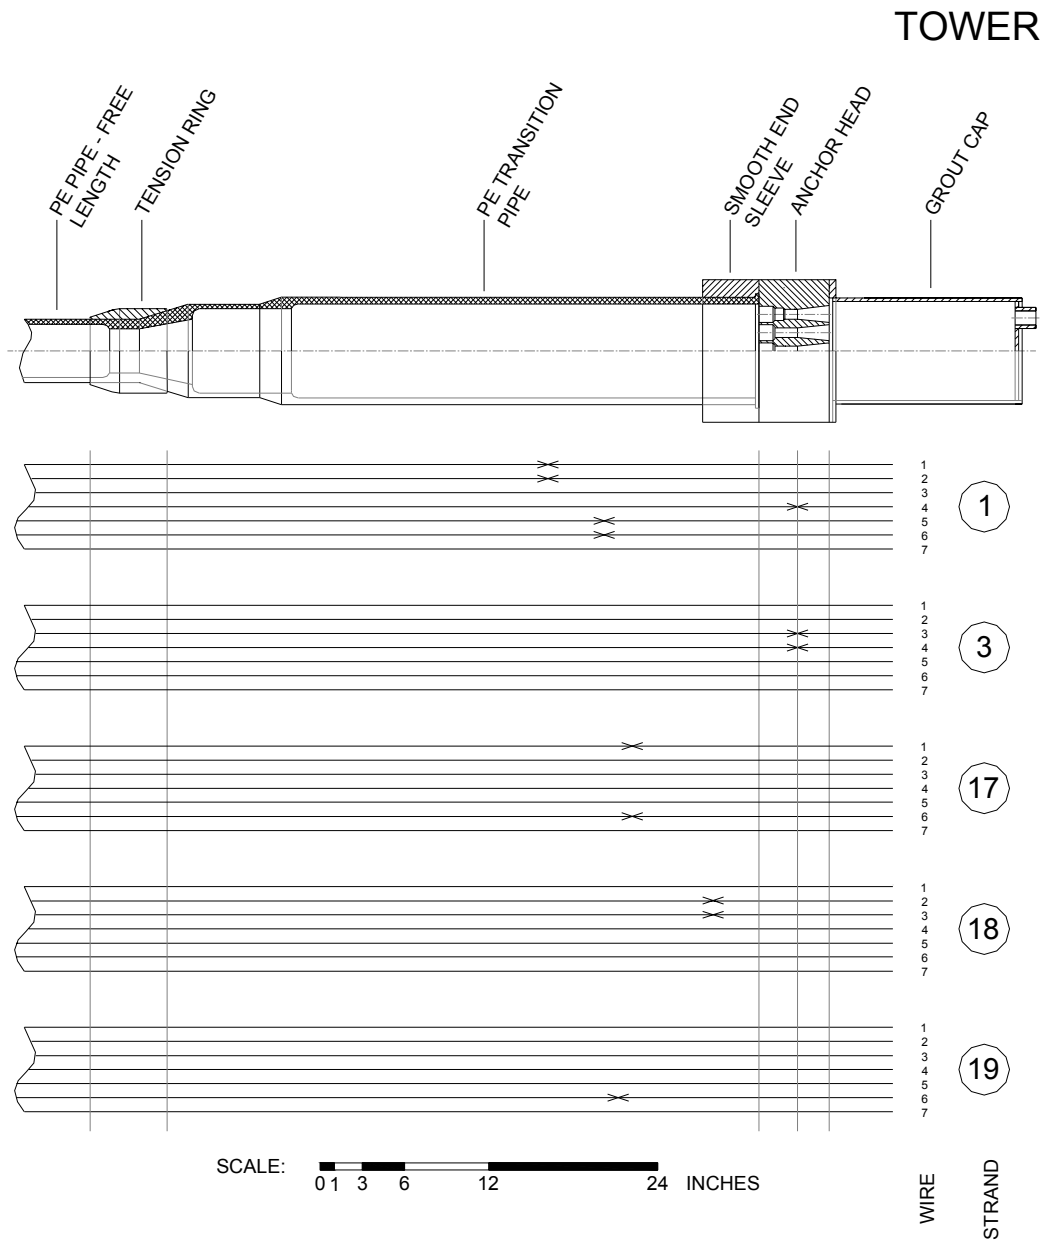 TOWER
PE PIPE - FREE
LENGTH
TENSION RING
PE TRANSITION
PIPE
SMOOTH END
SLEEVE
ANCHOR HEAD
GROUT CAP
1
2
3
4
5
6
7
1
1
2
3
4
5
6
7
3
1
2
3
4
5
6
7
17
1
2
3
4
5
6
7
18
1
2
3
4
5
6
7
19
SCALE:
0 1 3 6 12 24 INCHES
WIRE
STRAND